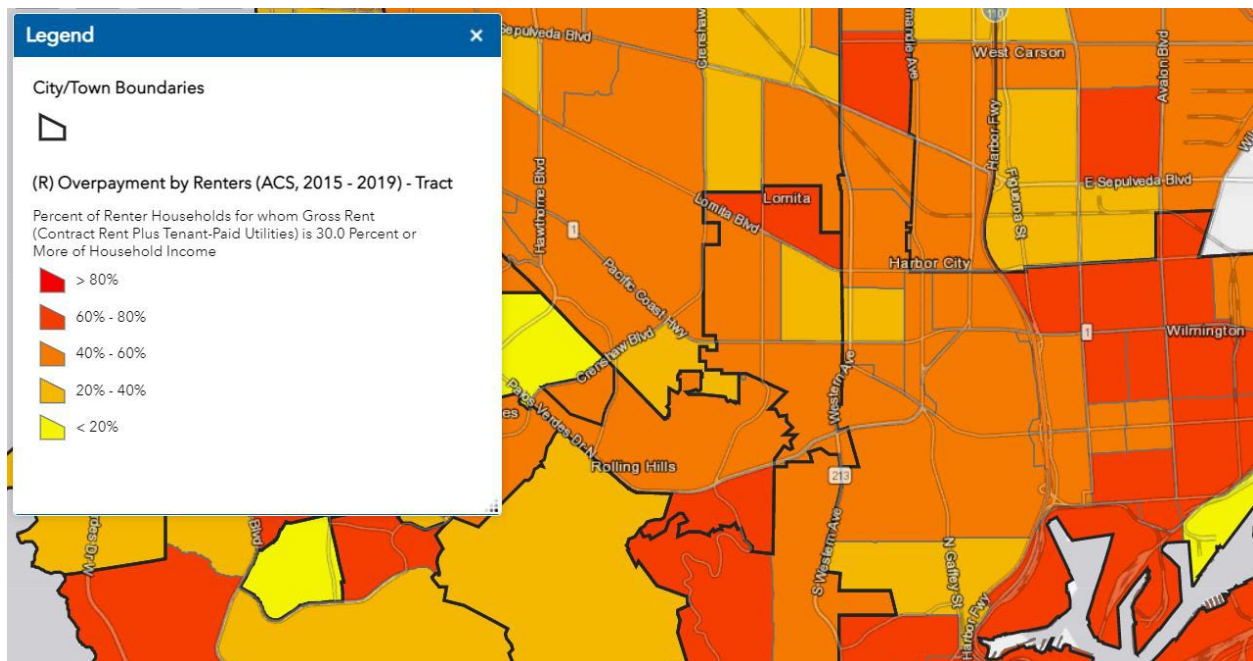 Legend
×
City/Town Boundaries
(R) Overpayment by Renters (ACS, 2015 - 2019) - Tract
Percent of Renter Households for whom Gross Rent
(Contract Rent Plus Tenant-Paid Utilities) is 30.0 Percent or
More of Household Income
> 80%
60% - 80%
40% - 60%
20% - 40%
< 20%
Sepulveda Blvd
Crenshaw Blvd
110
West Carson
Avalon Blvd
Harbor Fwy
Hawthorne Blvd
Figueroa St
E Sepulveda Blvd
Lomita
Lomita Blvd
1
Harbor City
Pacific Coast Hwy
1
Wilmington
Crenshaw Blvd
Western Ave
Palos Verdes Dr N
Rolling Hills
213
S Western Ave
N Gaffey St
Harbor Fwy
Blvd